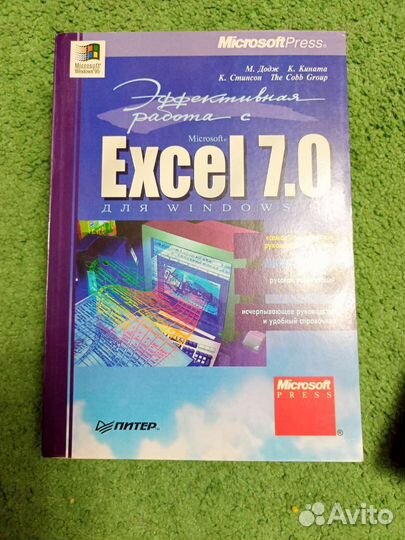 MicrosoftPress®
Microsoft®
Windows®95
М. Додж К. Кината
К. Стинсон The Cobb Group
Эффективная
работа с
Microsoft®
Excel 7.0
ДЛЯ WINDOWS
исчерпывающее руководство
и удобный справочник
Microsoft
PRESS
®
ПИТЕР®
Avito